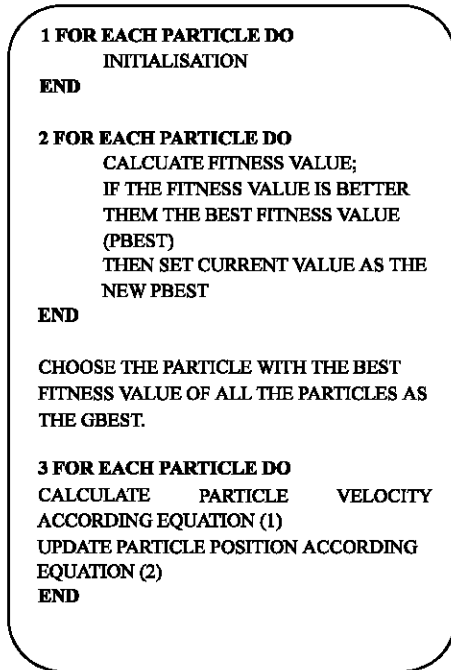 1 FOR EACH PARTICLE DO
INITIALISATION
END
2 FOR EACH PARTICLE DO
CALCUATE FITNESS VALUE;
IF THE FITNESS VALUE IS BETTER
THEM THE BEST FITNESS VALUE
(PBEST)
THEN SET CURRENT VALUE AS THE
NEW PBEST
END
CHOOSE THE PARTICLE WITH THE BEST
FITNESS VALUE OF ALL THE PARTICLES AS
THE GBEST.
3 FOR EACH PARTICLE DO
CALCULATE PARTICLE VELOCITY
ACCORDING EQUATION (1)
UPDATE PARTICLE POSITION ACCORDING
EQUATION (2)
END